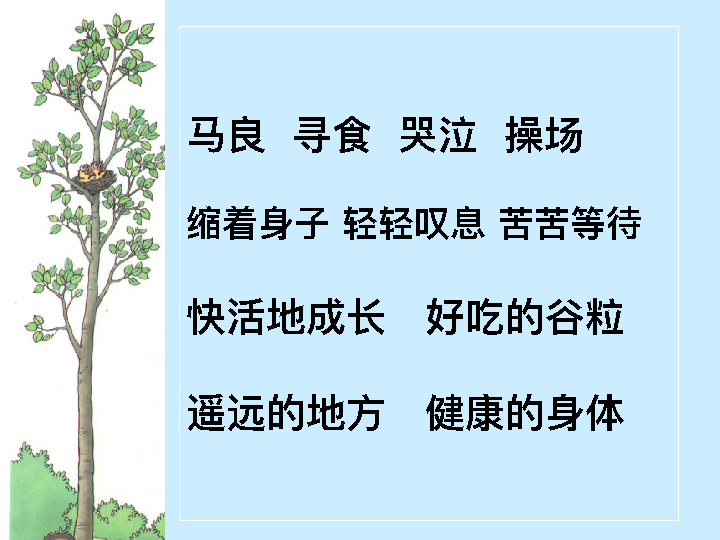 马良 寻食 哭泣 操场
缩着身子 轻轻叹息 苦苦等待
快活地成长 好吃的谷粒
遥远的地方 健康的身体